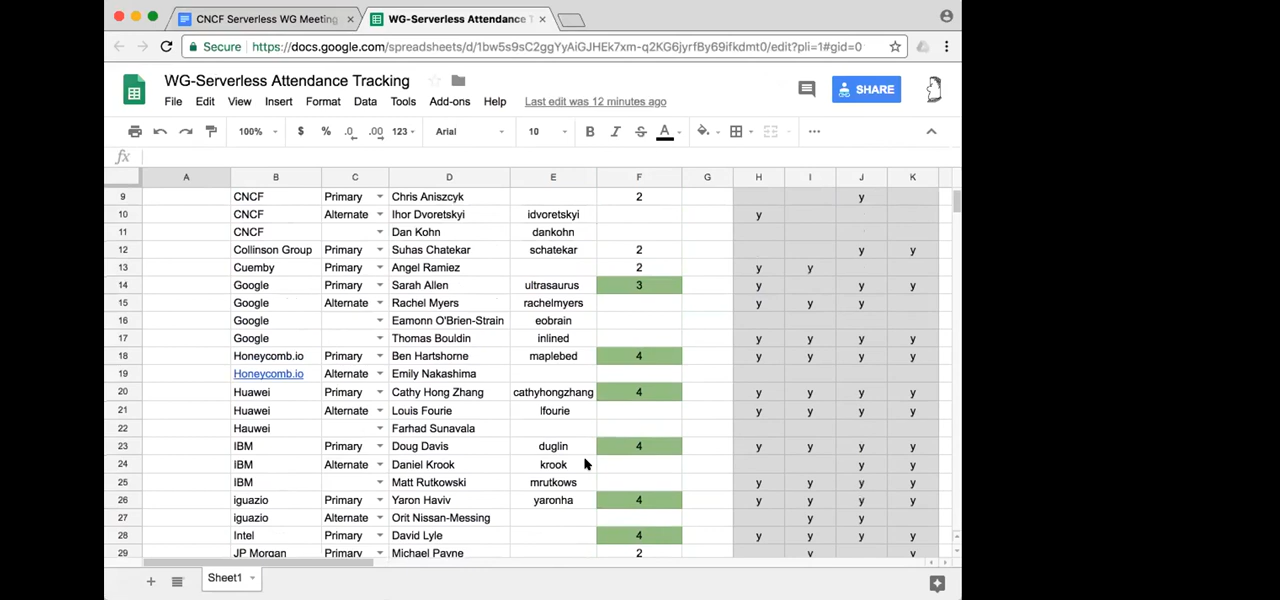 CNCF Serverless WG Meeting × WG-Serverless Attendance T ×
Secure https://docs.google.com/spreadsheets/d/1bw5s9sC2ggYyAiGJHEk7xm-q2KG6jyrfBy69ifkdmt0/edit?pli=1#gid=0
WG-Serverless Attendance Tracking
SHARE
File Edit View Insert Format Data Tools Add-ons Help Last edit was 12 minutes ago
100% $ % .0 .00 123 Arial 10 B I S A ...
fx
A B C D E F G H I J K
9 CNCF Primary Chris Aniszcyk 2 y
10 CNCF Alternate Ihor Dvoretskyi idvoretskyi y
11 CNCF Dan Kohn dankohn
12 Collinson Group Primary Suhas Chatekar schatekar 2 y y
13 Cuemby Primary Angel Ramiez 2 y y
14 Google Primary Sarah Allen ultrasaurus 3 y y y
15 Google Alternate Rachel Myers rachelmyers y y y
16 Google Eamonn O'Brien-Strain eobrain
17 Google Thomas Bouldin inlined y y y y
18 Honeycomb.io Primary Ben Hartshorne maplebed 4 y y y y
19 Honeycomb.io Alternate Emily Nakashima
20 Huawei Primary Cathy Hong Zhang cathyhongzhang 4 y y y y
21 Huawei Alternate Louis Fourie lfourie y y y y
22 Hauwei Farhad Sunavala
23 IBM Primary Doug Davis duglin 4 y y y y
24 IBM Alternate Daniel Krook krook y y
25 IBM Matt Rutkowski mrutkows y y y y
26 iguazio Primary Yaron Haviv yaronha 4 y y y y
27 iguazio Alternate Orit Nissan-Messing y y
28 Intel Primary David Lyle 4 y y y y
29 JP Morgan Primary Michael Payne 2 y y
+ Sheet1